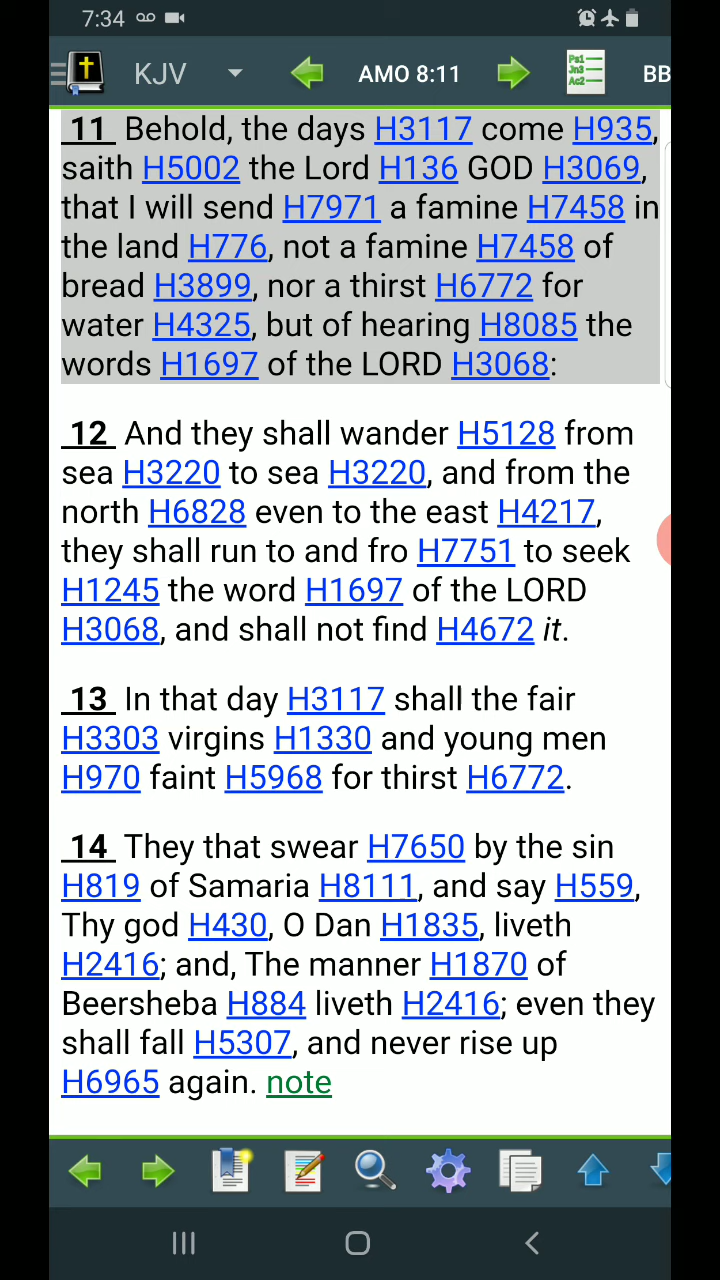 7:34
KJV AMO 8:11 BB
11 Behold, the days H3117 come H935,
saith H5002 the Lord H136 GOD H3069,
that I will send H7971 a famine H7458 in
the land H776, not a famine H7458 of
bread H3899, nor a thirst H6772 for
water H4325, but of hearing H8085 the
words H1697 of the LORD H3068:
12 And they shall wander H5128 from
sea H3220 to sea H3220, and from the
north H6828 even to the east H4217,
they shall run to and fro H7751 to seek
H1245 the word H1697 of the LORD
H3068, and shall not find H4672 it.
13 In that day H3117 shall the fair
H3303 virgins H1330 and young men
H970 faint H5968 for thirst H6772.
14 They that swear H7650 by the sin
H819 of Samaria H8111, and say H559,
Thy god H430, O Dan H1835, liveth
H2416; and, The manner H1870 of
Beersheba H884 liveth H2416; even they
shall fall H5307, and never rise up
H6965 again. note